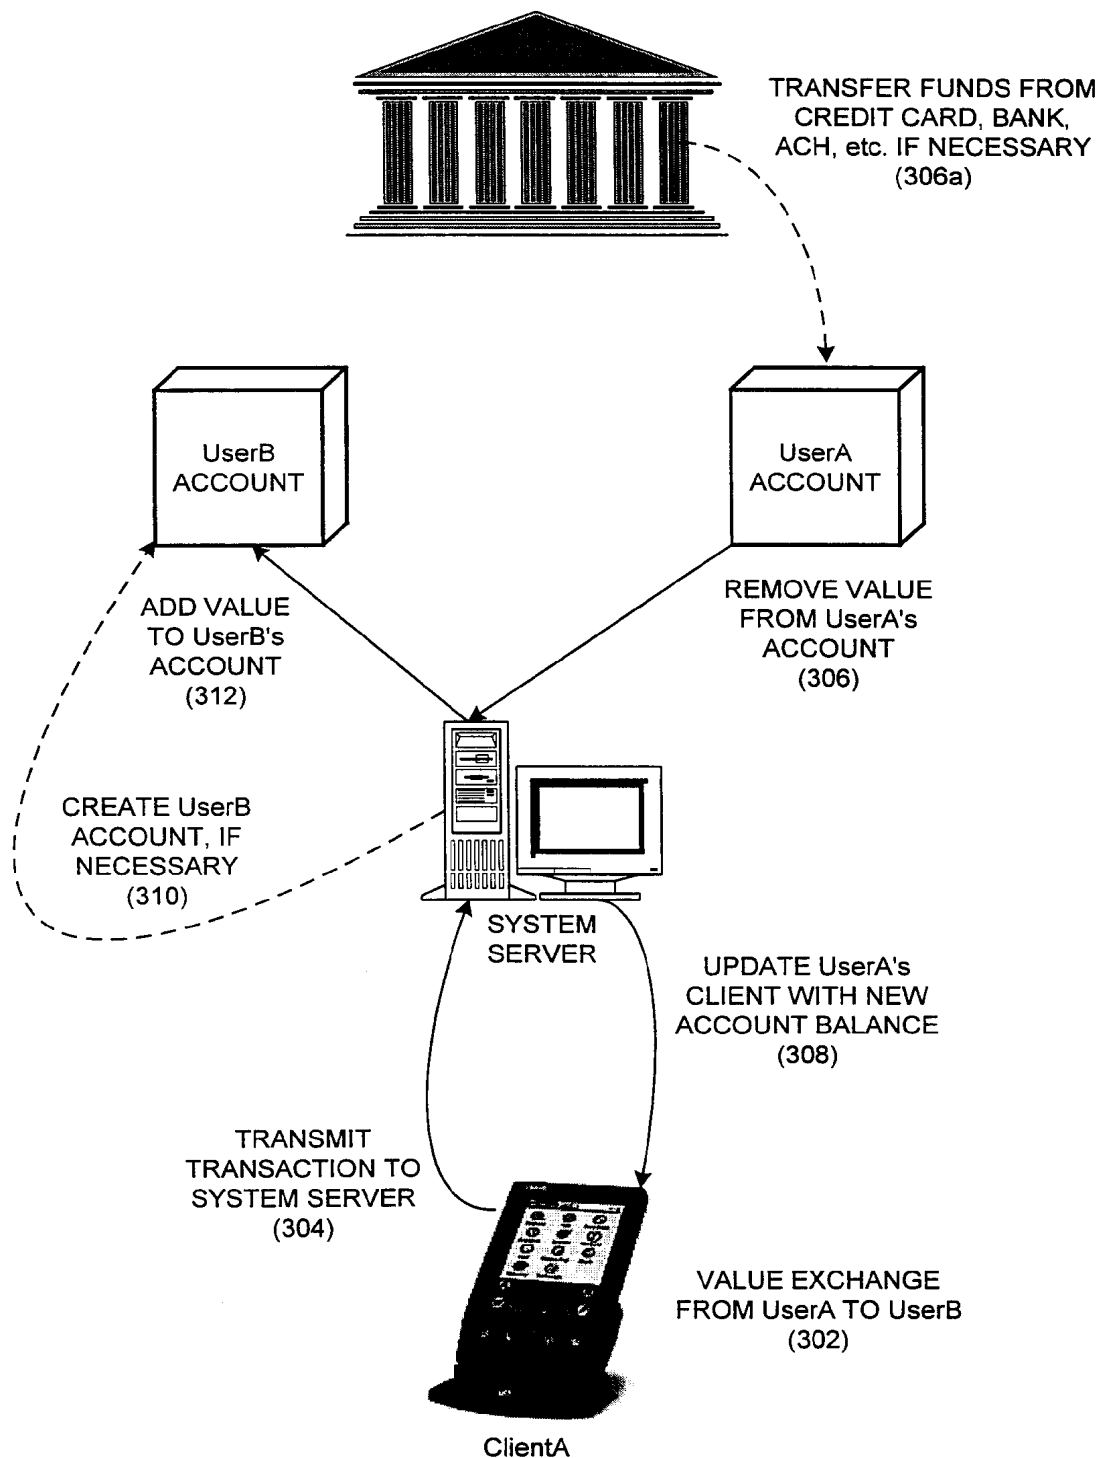 TRANSFER FUNDS FROM
CREDIT CARD, BANK,
ACH, etc. IF NECESSARY
(306a)
UserB
ACCOUNT
UserA
ACCOUNT
ADD VALUE
TO UserB's
ACCOUNT
(312)
REMOVE VALUE
FROM UserA's
ACCOUNT
(306)
CREATE UserB
ACCOUNT, IF
NECESSARY
(310)
SYSTEM
SERVER
UPDATE UserA's
CLIENT WITH NEW
ACCOUNT BALANCE
(308)
TRANSMIT
TRANSACTION TO
SYSTEM SERVER
(304)
VALUE EXCHANGE
FROM UserA TO UserB
(302)
ClientA